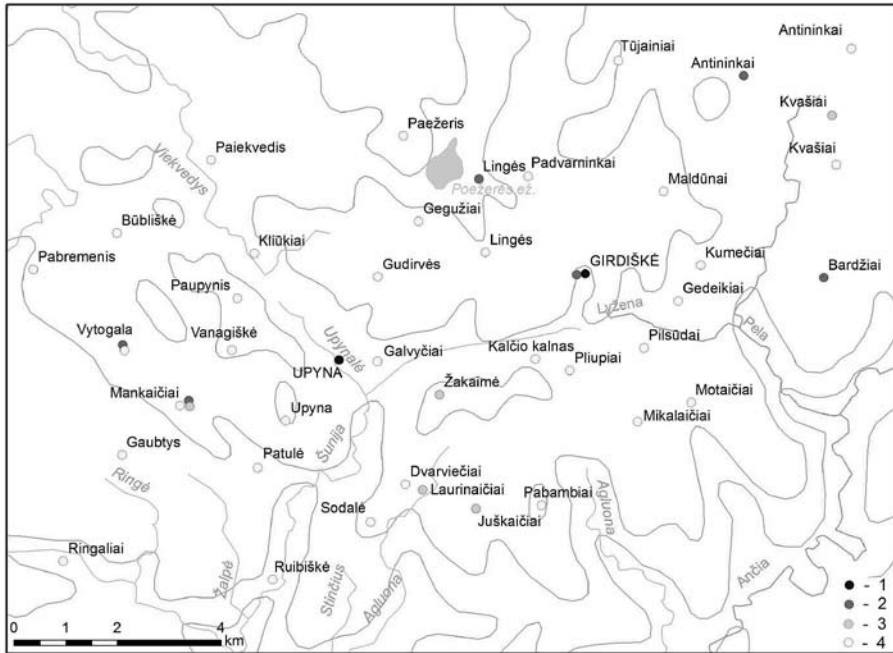 Antininkai
Tūjainiai
Antininkai
Kvašiai
Paežeris
Paiekvedis
Viekvedys
Lingės
Padvarninkai
Kvašiai
Poežerės ež.
Maldūnai
Gegužiai
Būbliškė
Kliūkiai
Lingės
Pabremenis
Gudirvės
GIRDIŠKĖ
Kumečiai
Bardžiai
Paupynis
Gedeikiai
Lyžena
Vytogala
Vanagiškė
Upynalė
Pela
UPYNA
Galvyčiai
Kalčio kalnas
Pilsūdai
Pliupiai
Mankaičiai
Žakaimė
Motaičiai
Upyna
Mikalaičiai
Gaubtys
Patulė
Šunija
Ringė
Dvarviečiai
Laurinaičiai
Pabambiai
Agluona
Sodalė
Juškaičiai
Ringaliai
Žalpė
Ruibiškė
Stinčius
Agluona
Ančia
- 1
- 2
- 3
- 4
0 1 2 4
km